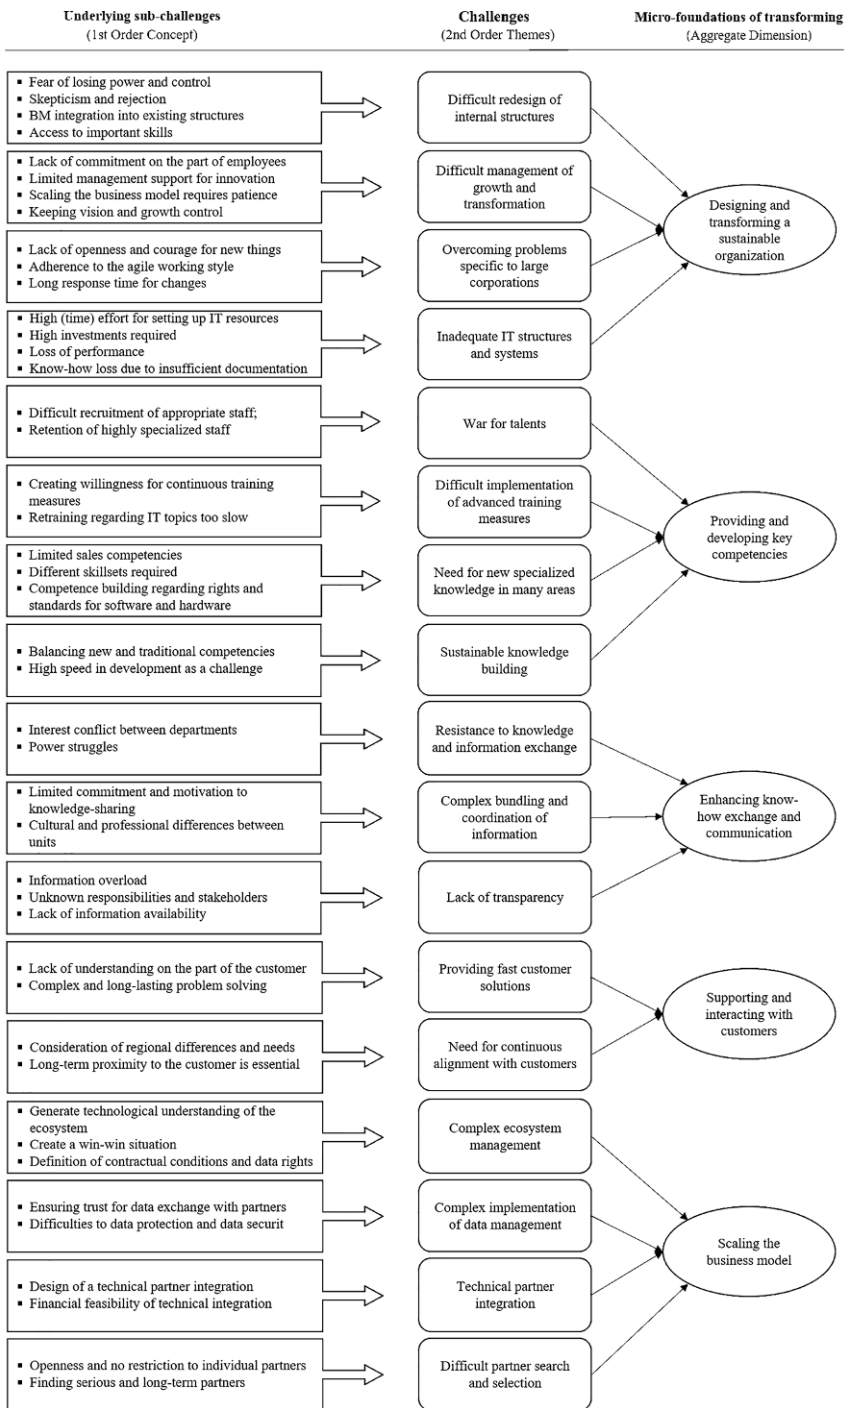 Underlying sub-challenges
(1st Order Concept)
Challenges
(2nd Order Themes)
Micro-foundations of transforming
(Aggregate Dimension)
▪ Fear of losing power and control
▪ Skepticism and rejection
▪ BM integration into existing structures
▪ Access to important skills
Difficult redesign of
internal structures
▪ Lack of commitment on the part of employees
▪ Limited management support for innovation
▪ Scaling the business model requires patience
▪ Keeping vision and growth control
Difficult management of
growth and
transformation
▪ Lack of openness and courage for new things
▪ Adherence to the agile working style
▪ Long response time for changes
Overcoming problems
specific to large
corporations
▪ High (time) effort for setting up IT resources
▪ High investments required
▪ Loss of performance
▪ Know-how loss due to insufficient documentation
Inadequate IT structures
and systems
Designing and
transforming a
sustainable
organization
▪ Difficult recruitment of appropriate staff;
▪ Retention of highly specialized staff
War for talents
▪ Creating willingness for continuous training
measures
▪ Retraining regarding IT topics too slow
Difficult implementation
of advanced training
measures
▪ Limited sales competencies
▪ Different skillsets required
▪ Competence building regarding rights and
standards for software and hardware
Need for new specialized
knowledge in many areas
▪ Balancing new and traditional competencies
▪ High speed in development as a challenge
Sustainable knowledge
building
Providing and
developing key
competencies
▪ Interest conflict between departments
▪ Power struggles
Resistance to knowledge
and information exchange
▪ Limited commitment and motivation to
knowledge-sharing
▪ Cultural and professional differences between
units
Complex bundling and
coordination of
information
▪ Information overload
▪ Unknown responsibilities and stakeholders
▪ Lack of information availability
Lack of transparency
Enhancing know-
how exchange and
communication
▪ Lack of understanding on the part of the customer
▪ Complex and long-lasting problem solving
Providing fast customer
solutions
▪ Consideration of regional differences and needs
▪ Long-term proximity to the customer is essential
Need for continuous
alignment with customers
Supporting and
interacting with
customers
▪ Generate technological understanding of the
ecosystem
▪ Create a win-win situation
▪ Definition of contractual conditions and data rights
Complex ecosystem
management
▪ Ensuring trust for data exchange with partners
▪ Difficulties to data protection and data securit
Complex implementation
of data management
▪ Design of a technical partner integration
▪ Financial feasibility of technical integration
Technical partner
integration
▪ Openness and no restriction to individual partners
▪ Finding serious and long-term partners
Difficult partner search
and selection
Scaling the
business model